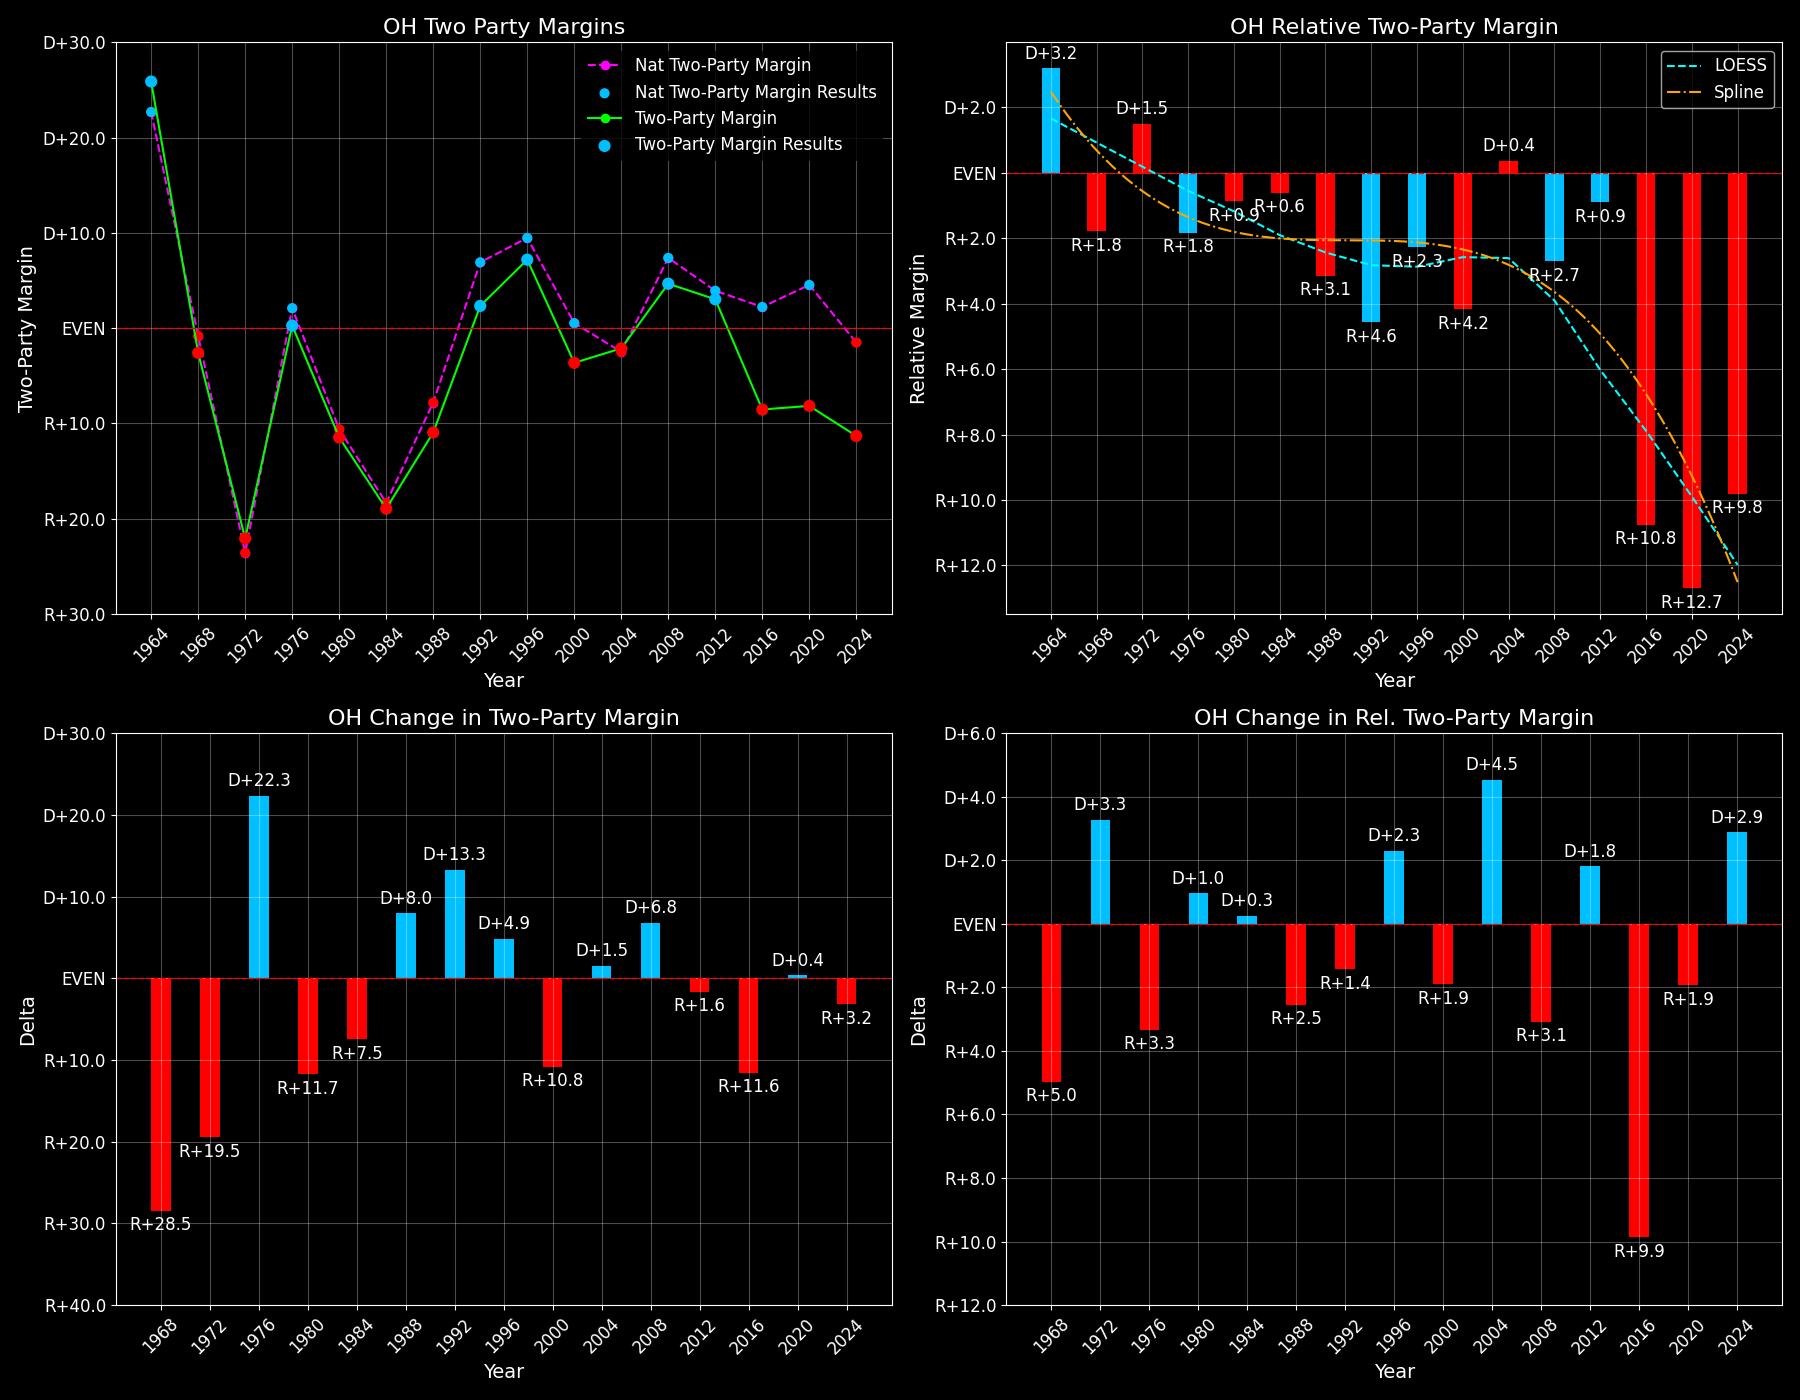 OH Two Party Margins
D+30.0
D+20.0
D+10.0
EVEN
R+10.0
R+20.0
R+30.0
Two-Party Margin
Nat Two-Party Margin
Nat Two-Party Margin Results
Two-Party Margin
Two-Party Margin Results
1964 1968 1972 1976 1980 1984 1988 1992 1996 2000 2004 2008 2012 2016 2020 2024
Year
OH Relative Two-Party Margin
D+2.0
EVEN
R+2.0
R+4.0
R+6.0
R+8.0
R+10.0
R+12.0
Relative Margin
LOESS
Spline
D+3.2
R+1.8
D+1.5
R+1.8
R+0.9
R+0.6
R+3.1
R+4.6
R+2.3
R+4.2
D+0.4
R+2.7
R+0.9
R+10.8
R+12.7
R+9.8
1964 1968 1972 1976 1980 1984 1988 1992 1996 2000 2004 2008 2012 2016 2020 2024
Year
OH Change in Two-Party Margin
D+30.0
D+20.0
D+10.0
EVEN
R+10.0
R+20.0
R+30.0
R+40.0
Delta
R+28.5
R+19.5
D+22.3
R+11.7
R+7.5
D+8.0
D+13.3
D+4.9
R+10.8
D+1.5
D+6.8
R+1.6
R+11.6
D+0.4
R+3.2
1968 1972 1976 1980 1984 1988 1992 1996 2000 2004 2008 2012 2016 2020 2024
Year
OH Change in Rel. Two-Party Margin
D+6.0
D+4.0
D+2.0
EVEN
R+2.0
R+4.0
R+6.0
R+8.0
R+10.0
R+12.0
Delta
R+5.0
D+3.3
R+3.3
D+1.0
D+0.3
R+2.5
R+1.4
D+2.3
R+1.9
D+4.5
R+3.1
D+1.8
R+9.9
R+1.9
D+2.9
1968 1972 1976 1980 1984 1988 1992 1996 2000 2004 2008 2012 2016 2020 2024
Year